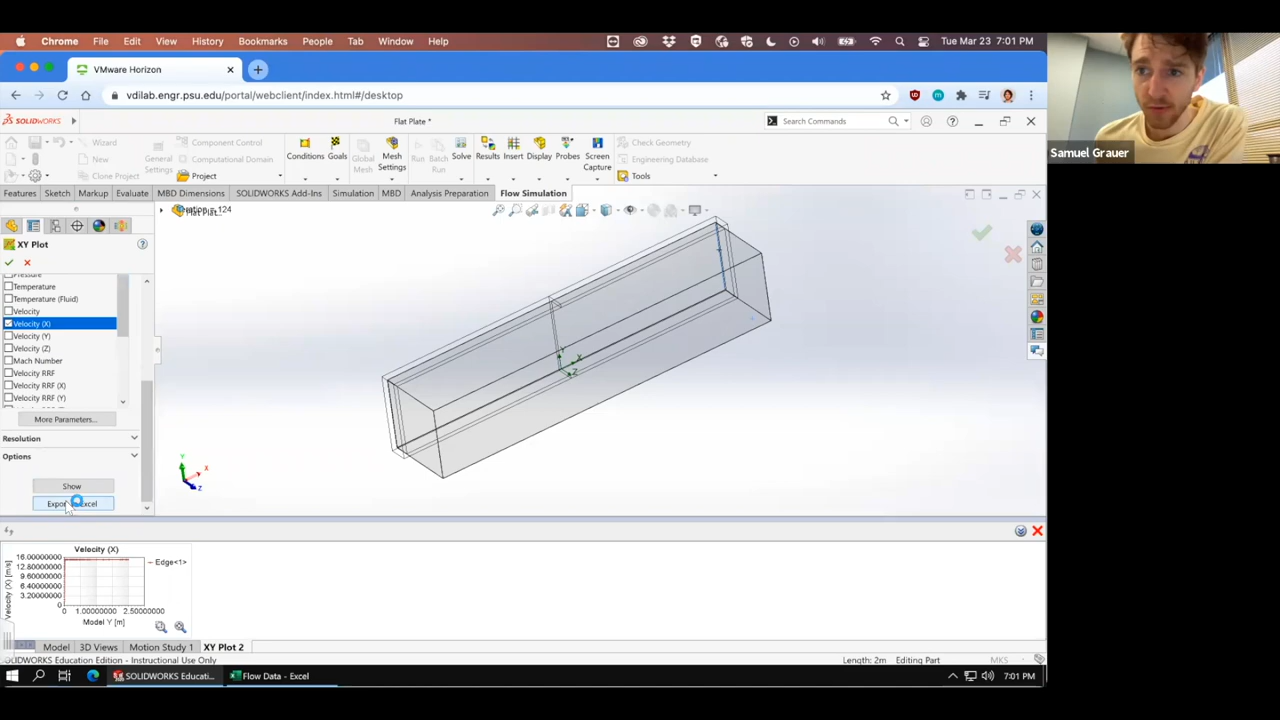 Chrome File Edit View History Bookmarks People Tab Window Help Tue Mar 23 7:01 PM
VMware Horizon
vdilab.engr.psu.edu/portal/webclient/index.html#/desktop
SOLIDWORKS Flat Plate * Search Commands
Wizard
New
Clone Project
General Settings
Component Control
Computational Domain
Project
Conditions
Goals
Global Mesh
Mesh Settings
Run
Batch Run
Solve
Results
Insert
Display
Probes
Screen Capture
Check Geometry
Engineering Database
Tools
Features Sketch Markup Evaluate MBD Dimensions SOLIDWORKS Add-Ins Simulation MBD Analysis Preparation Flow Simulation
= 124
XY Plot
Pressure
Temperature
Temperature (Fluid)
Velocity
Velocity (X)
Velocity (Y)
Velocity (Z)
Mach Number
Velocity RRF
Velocity RRF (X)
Velocity RRF (Y)
More Parameters...
Resolution
Options
Show
Y
X
Z
Y
X
Z
Velocity (X)
16.00000000
12.80000000
9.60000000
6.40000000
3.20000000
0
Velocity (X) [m/s]
Edge<1>
0 1.00000000 2.50000000
Model Y [m]
Model 3D Views Motion Study 1 XY Plot 2
SOLIDWORKS Education Edition - Instructional Use Only Length: 2m Editing Part MKS
SOLIDWORKS Educati... Flow Data - Excel 7:01 PM
Samuel Grauer